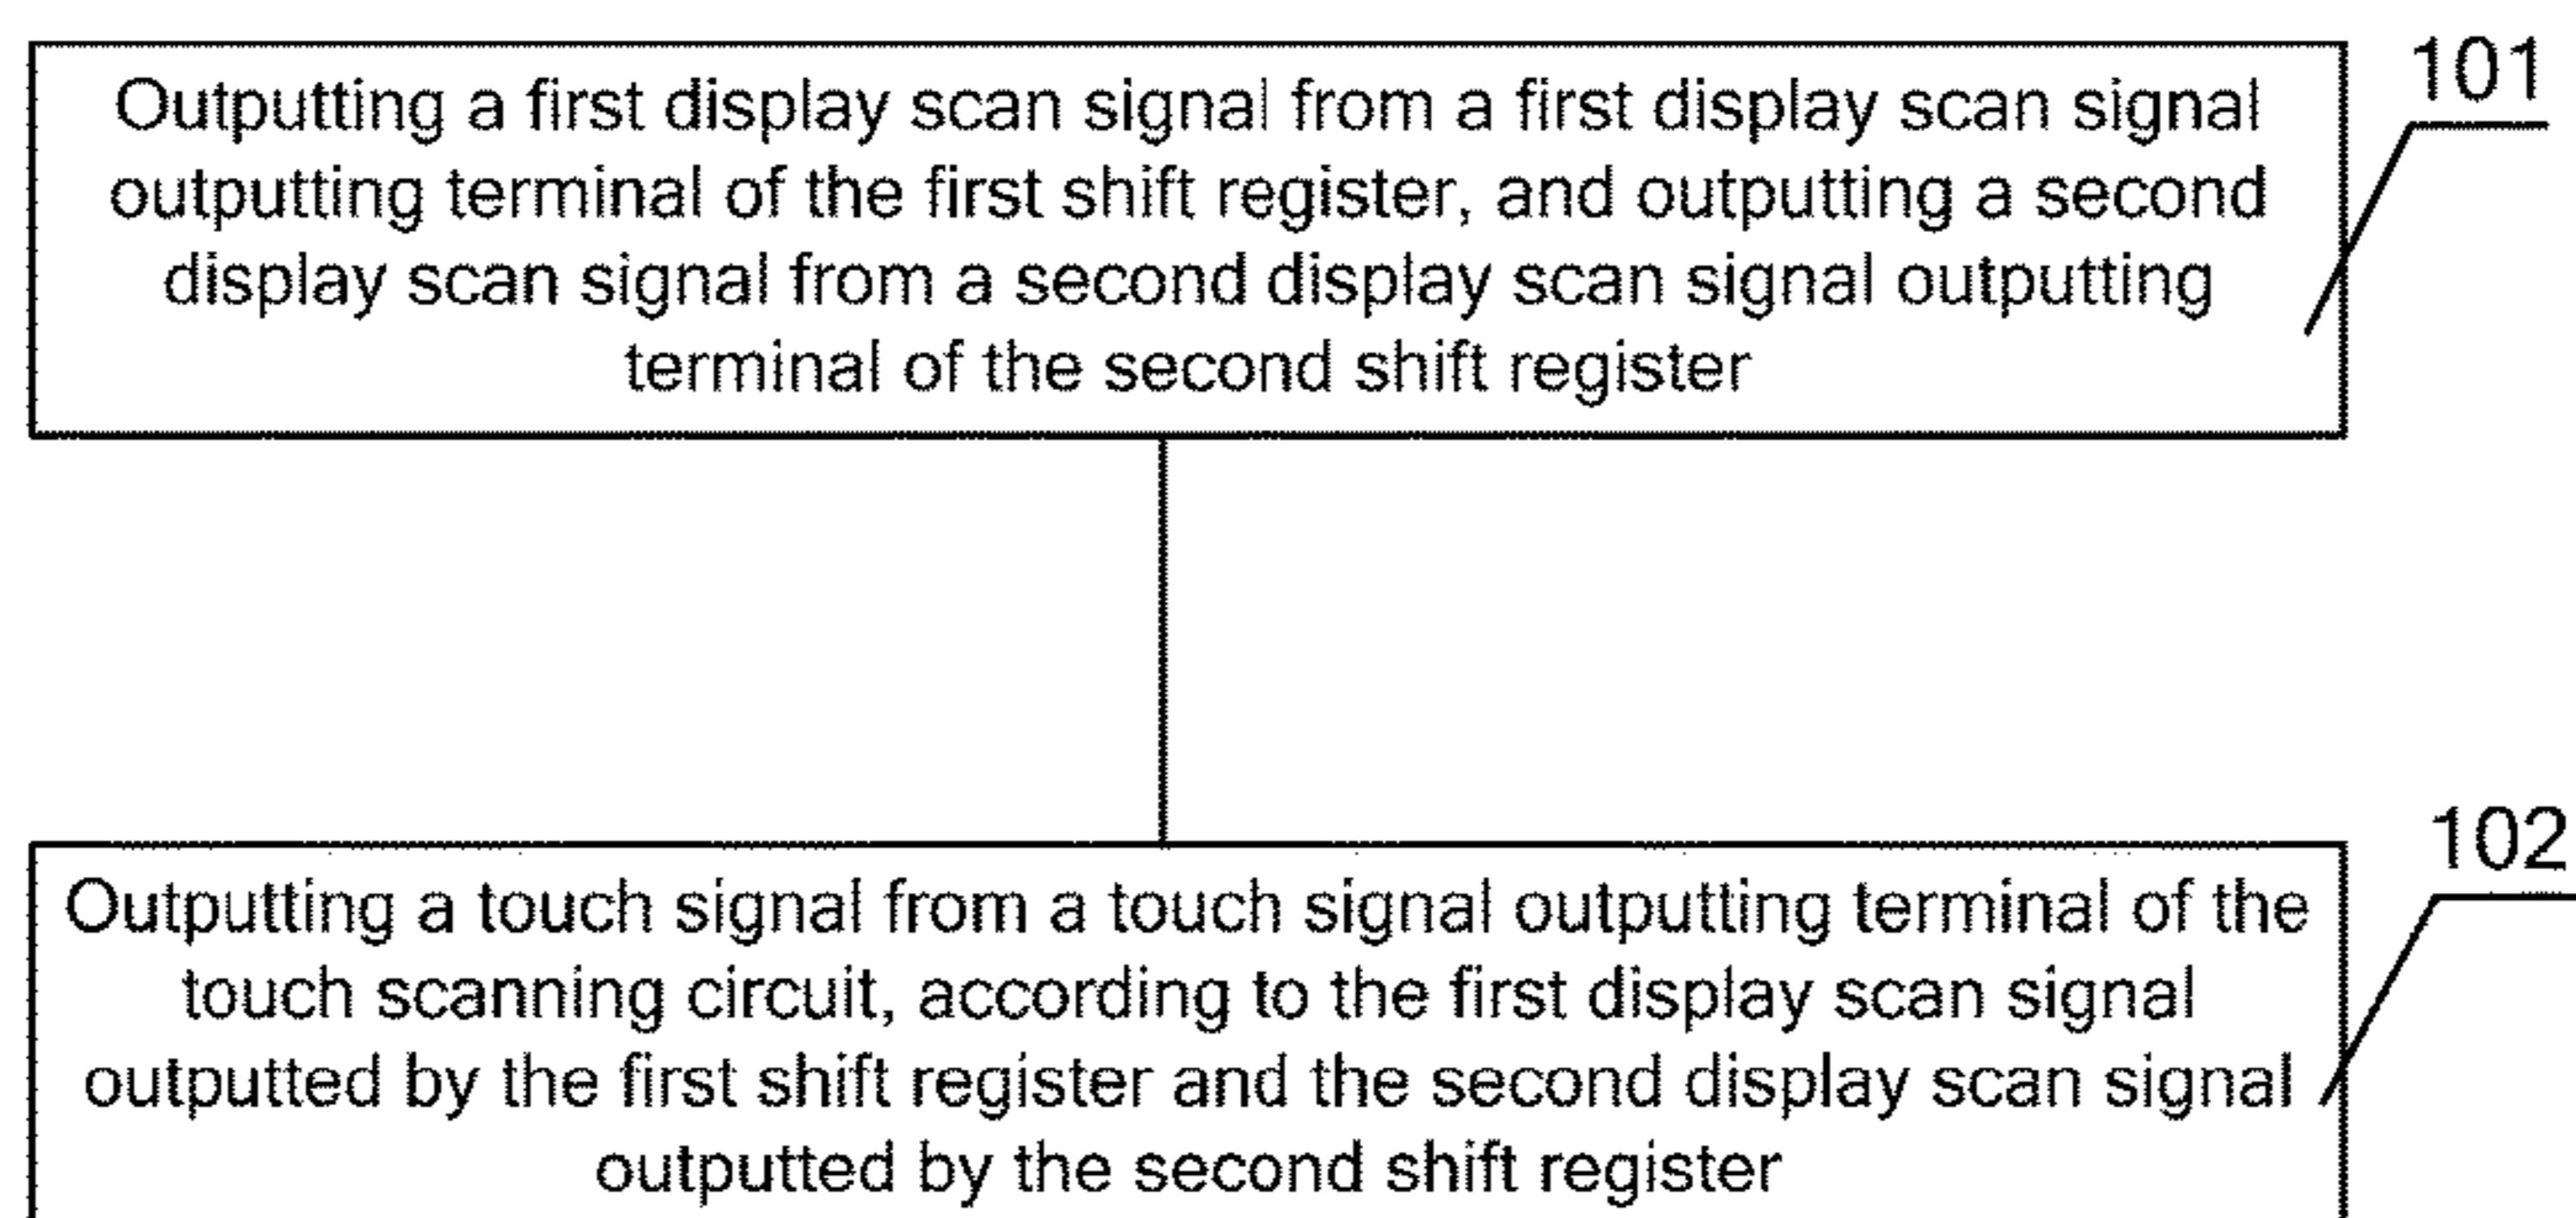 101
Outputting a first display scan signal from a first display scan signal
outputting terminal of the first shift register, and outputting a second
display scan signal from a second display scan signal outputting
terminal of the second shift register
102
Outputting a touch signal from a touch signal outputting terminal of the
touch scanning circuit, according to the first display scan signal
outputted by the first shift register and the second display scan signal
outputted by the second shift register